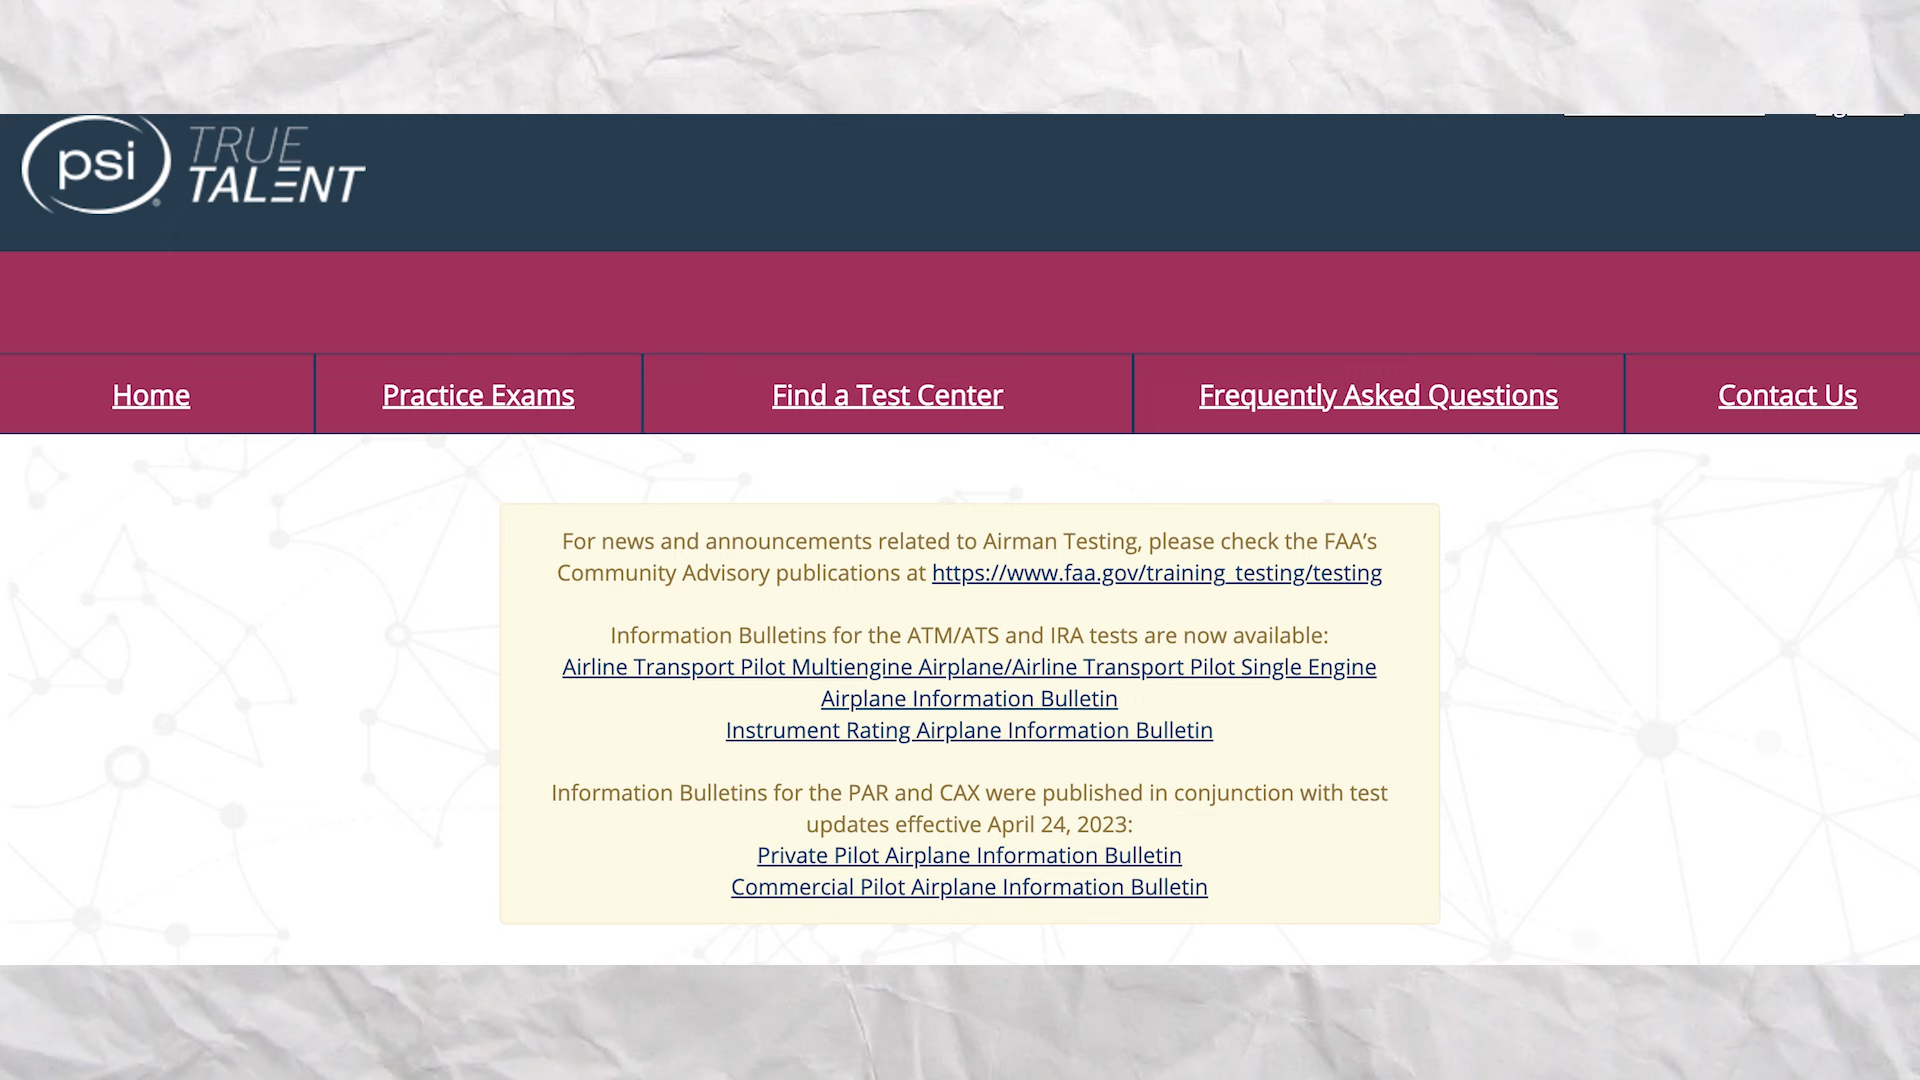 psi TRUE
TALENT
Home Practice Exams Find a Test Center Frequently Asked Questions Contact Us
For news and announcements related to Airman Testing, please check the FAA’s
Community Advisory publications at https://www.faa.gov/training_testing/testing
Information Bulletins for the ATM/ATS and IRA tests are now available:
Airline Transport Pilot Multiengine Airplane/Airline Transport Pilot Single Engine
Airplane Information Bulletin
Instrument Rating Airplane Information Bulletin
Information Bulletins for the PAR and CAX were published in conjunction with test
updates effective April 24, 2023:
Private Pilot Airplane Information Bulletin
Commercial Pilot Airplane Information Bulletin